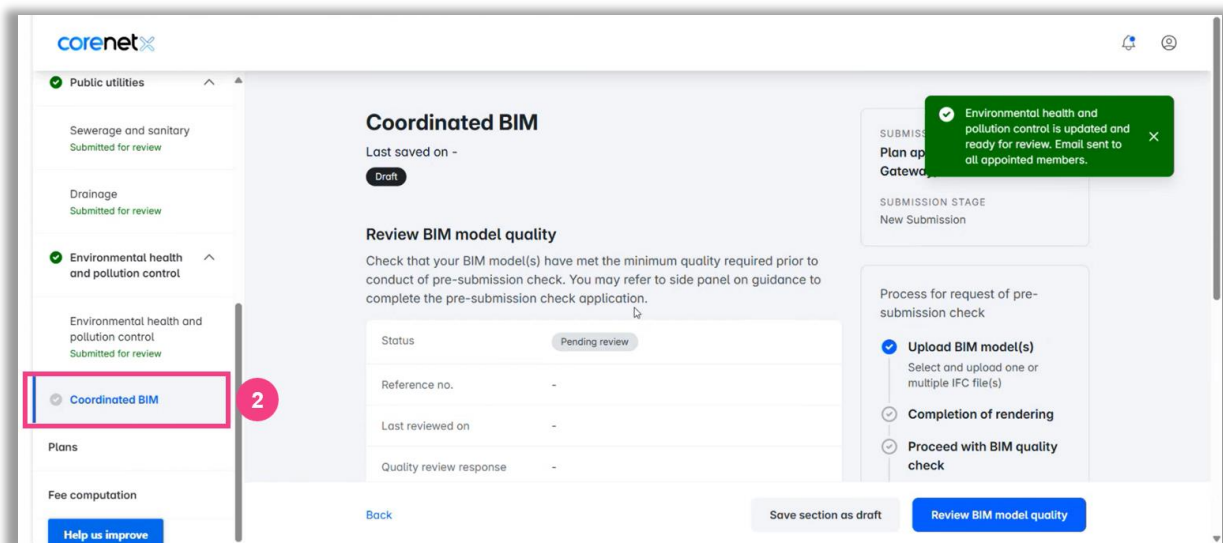 corenetx
Public utilities
Sewerage and sanitary
Submitted for review
Drainage
Submitted for review
Environmental health
and pollution control
Environmental health and
pollution control
Submitted for review
Coordinated BIM
2
Plans
Fee computation
Help us improve
Coordinated BIM
Last saved on -
Draft
Review BIM model quality
Check that your BIM model(s) have met the minimum quality required prior to
conduct of pre-submission check. You may refer to side panel on guidance to
complete the pre-submission check application.
Status
Pending review
Reference no.
-
Last reviewed on
-
Quality review response
-
Back
Save section as draft
Review BIM model quality
Environmental health and
pollution control is updated and
ready for review. Email sent to
all appointed members.
SUBMISS
Plan ap
Gateway
SUBMISSION STAGE
New Submission
Process for request of pre-
submission check
Upload BIM model(s)
Select and upload one or
multiple IFC file(s)
Completion of rendering
Proceed with BIM quality
check